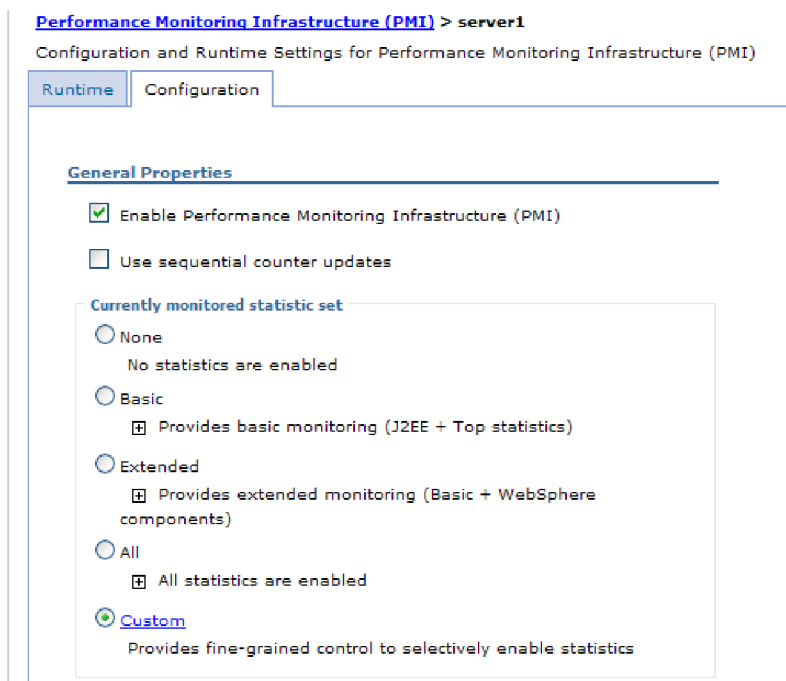 Performance Monitoring Infrastructure (PMI) > server1
Configuration and Runtime Settings for Performance Monitoring Infrastructure (PMI)
Runtime
Configuration
General Properties
Enable Performance Monitoring Infrastructure (PMI)
Use sequential counter updates
Currently monitored statistic set
None
No statistics are enabled
Basic
Provides basic monitoring (J2EE + Top statistics)
Extended
Provides extended monitoring (Basic + WebSphere
components)
All
All statistics are enabled
Custom
Provides fine-grained control to selectively enable statistics